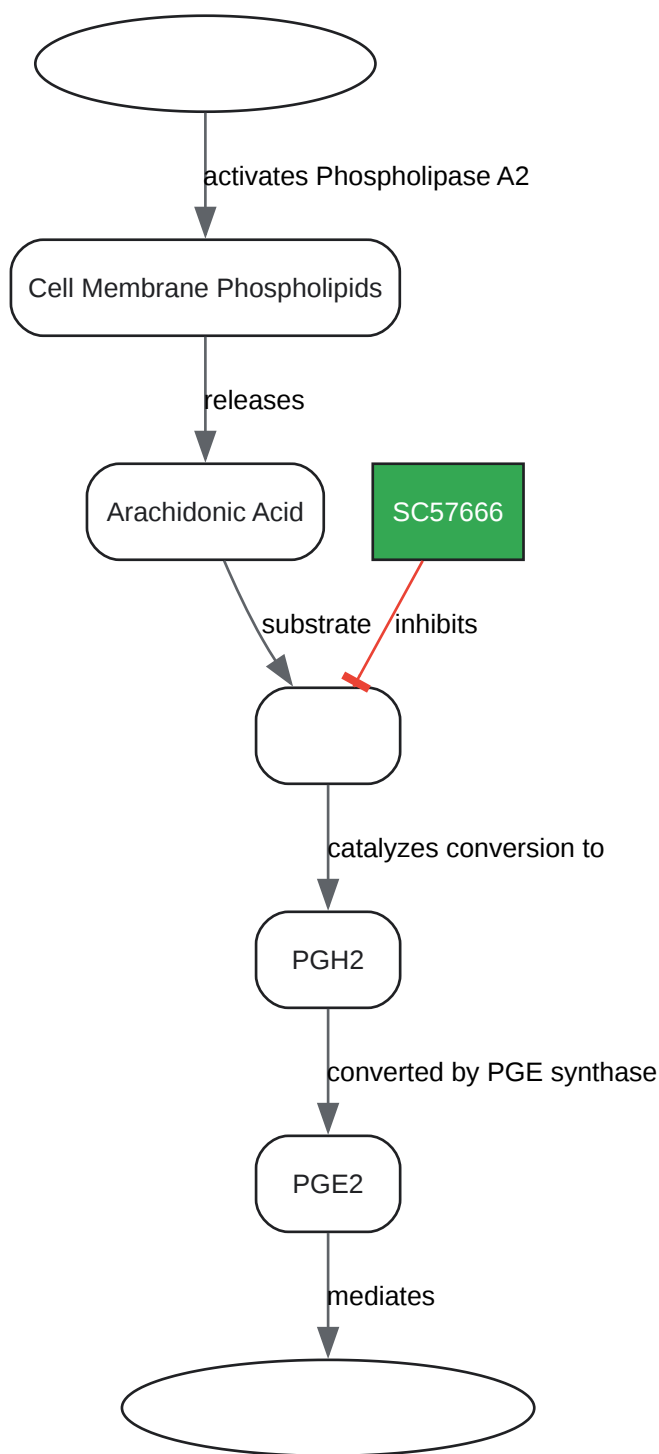 activates Phospholipase A2
Cell Membrane Phospholipids
releases
Arachidonic Acid
SC57666
substrate
inhibits
catalyzes conversion to
PGH2
converted by PGE synthase
PGE2
mediates